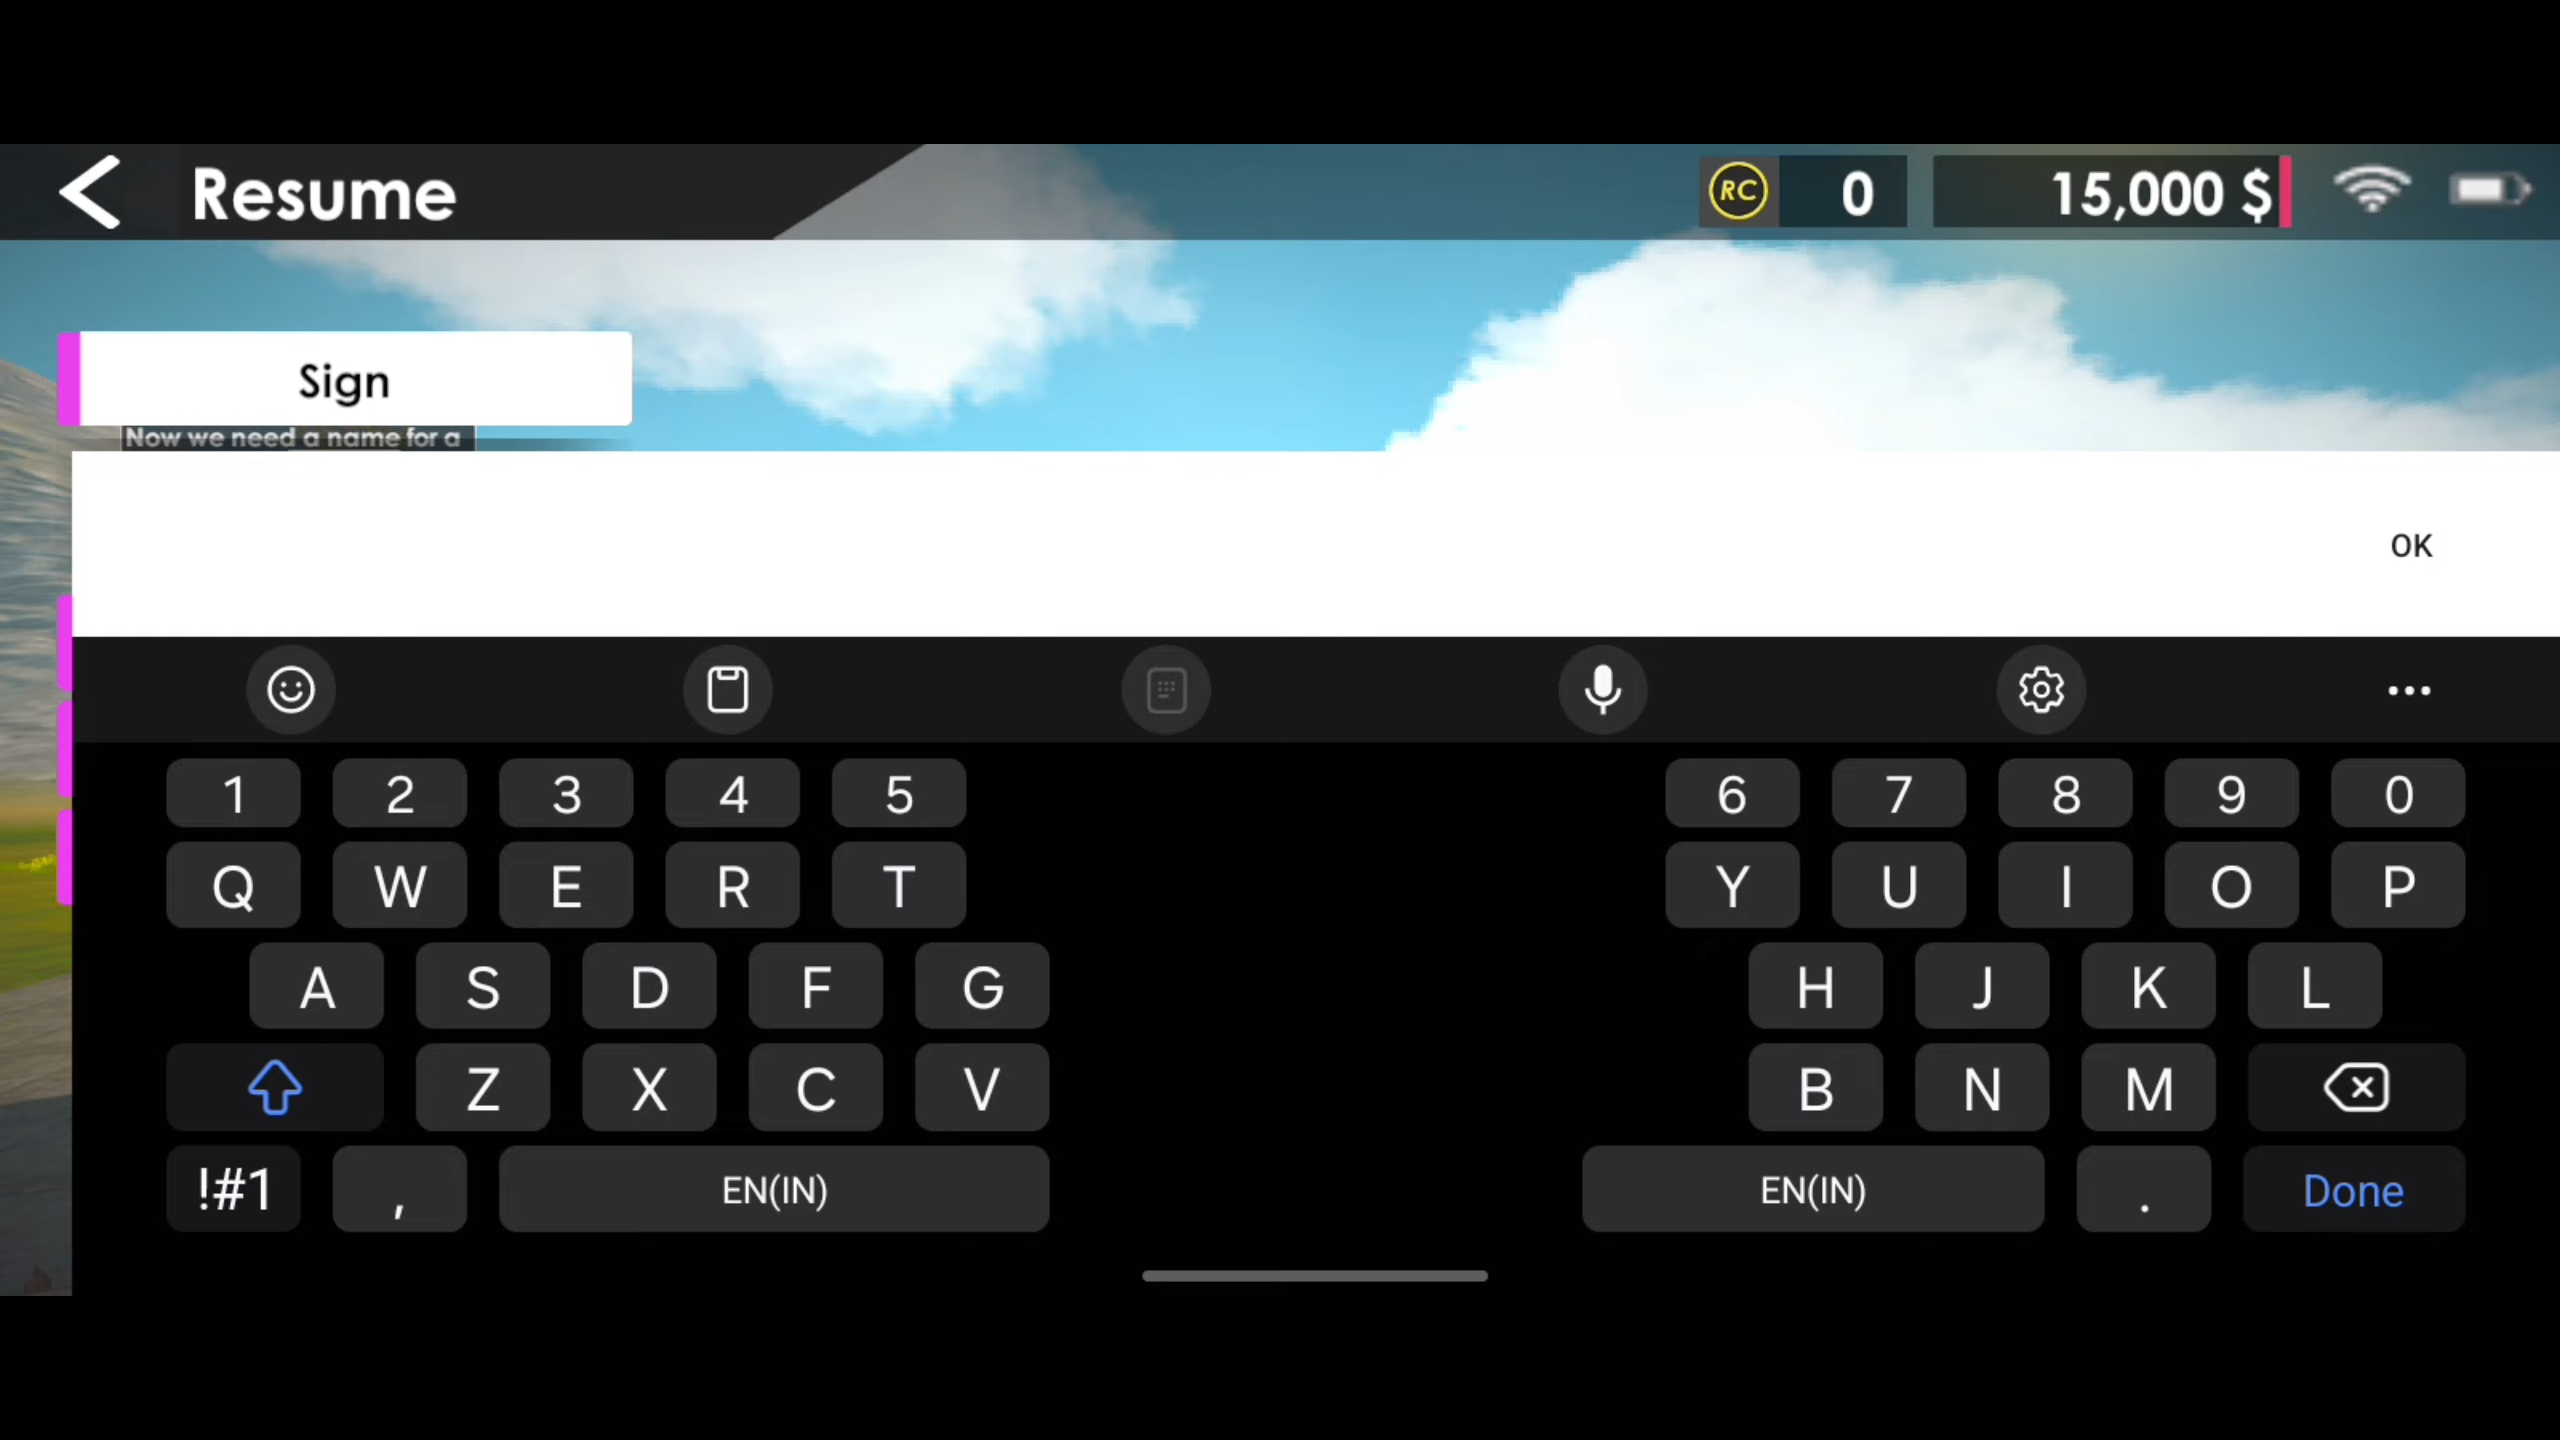 Resume
RC 0 15,000 $
Sign
Now we need a name for a
OK
1 2 3 4 5 6 7 8 9 0
Q W E R T Y U I O P
A S D F G H J K L
Z X C V B N M
!#1 , EN(IN) EN(IN) . Done